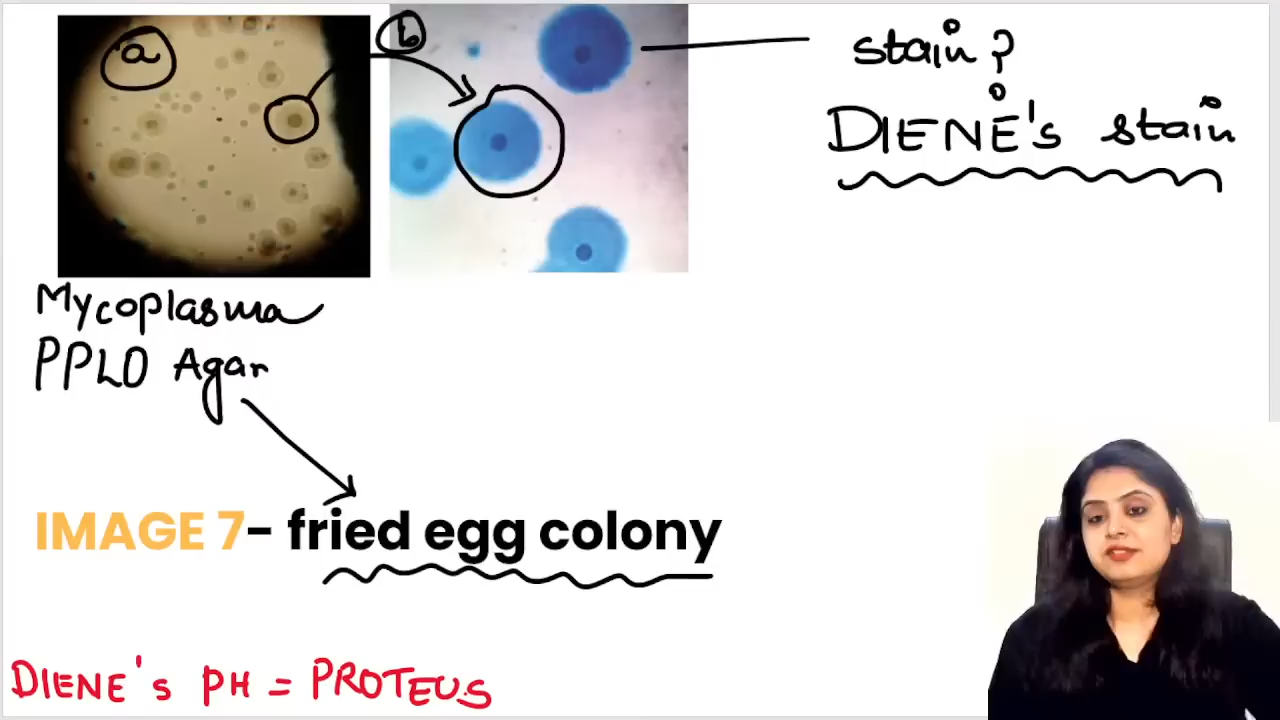 a
b
stain?
DIENE's stain
Mycoplasma
PPLO Agar
IMAGE 7- fried egg colony
DIENE's PH = PROTEUS